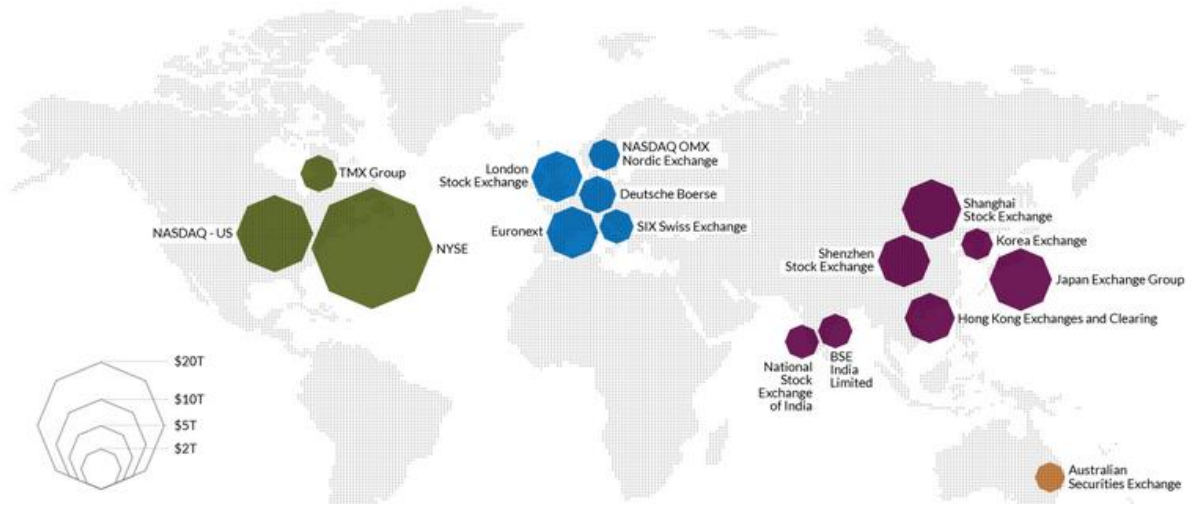 TMX Group
NASDAQ - US
NYSE
London
Stock Exchange
NASDAQ OMX
Nordic Exchange
Deutsche Boerse
Euronext
SIX Swiss Exchange
Shanghai
Stock Exchange
Korea Exchange
Shenzhen
Stock Exchange
Japan Exchange Group
Hong Kong Exchanges and Clearing
National
Stock
Exchange
of India
BSE
India
Limited
Australian
Securities Exchange
$20T
$10T
$5T
$2T